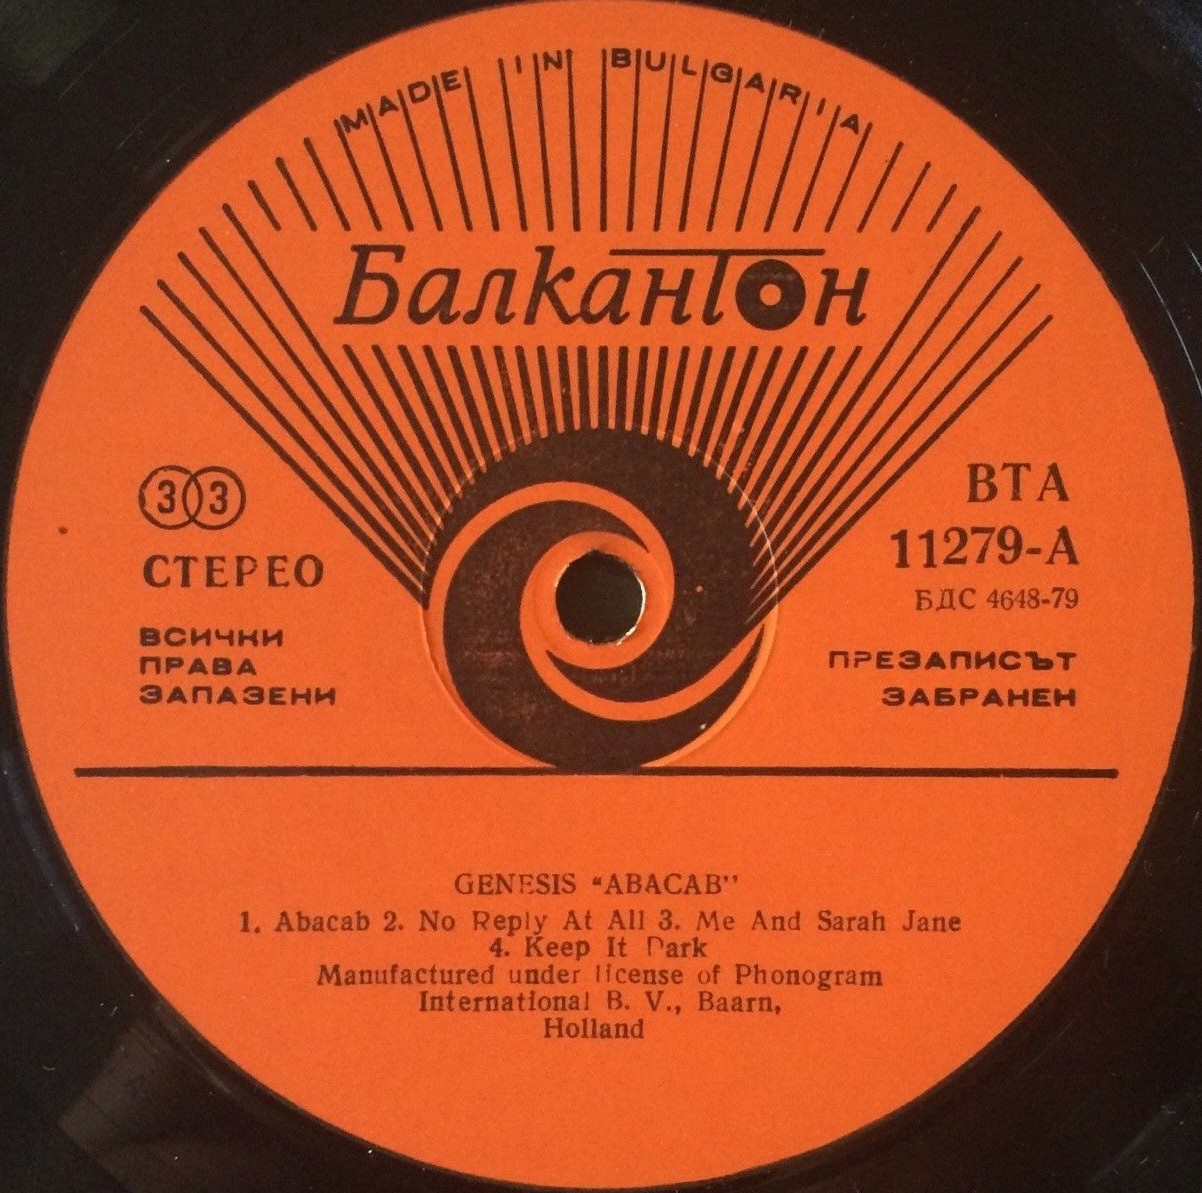 MADE IN BULGARIA
Балкантон
33
СТЕРЕО
ВСИЧКИ
ПРАВА
ЗАПАЗЕНИ
ВТА
11279-А
БДС 4648-79
ПРЕЗАПИСЪТ
ЗАБРАНЕН
GENESIS “ABACAB”
1. Abacab 2. No Reply At All 3. Me And Sarah Jane
4. Keep It Dark
Manufactured under license of Phonogram
International B. V., Baarn,
Holland